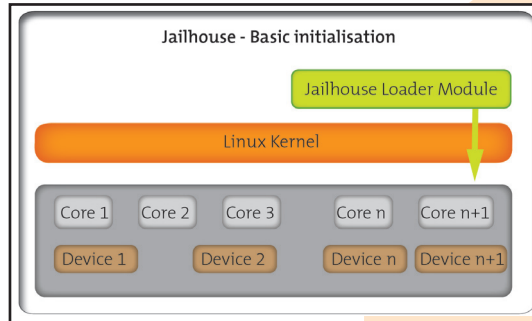 Jailhouse - Basic initialisation
Jailhouse Loader Module
Linux Kernel
Core 1 Core 2 Core 3 Core n Core n+1
Device 1 Device 2 Device n Device n+1